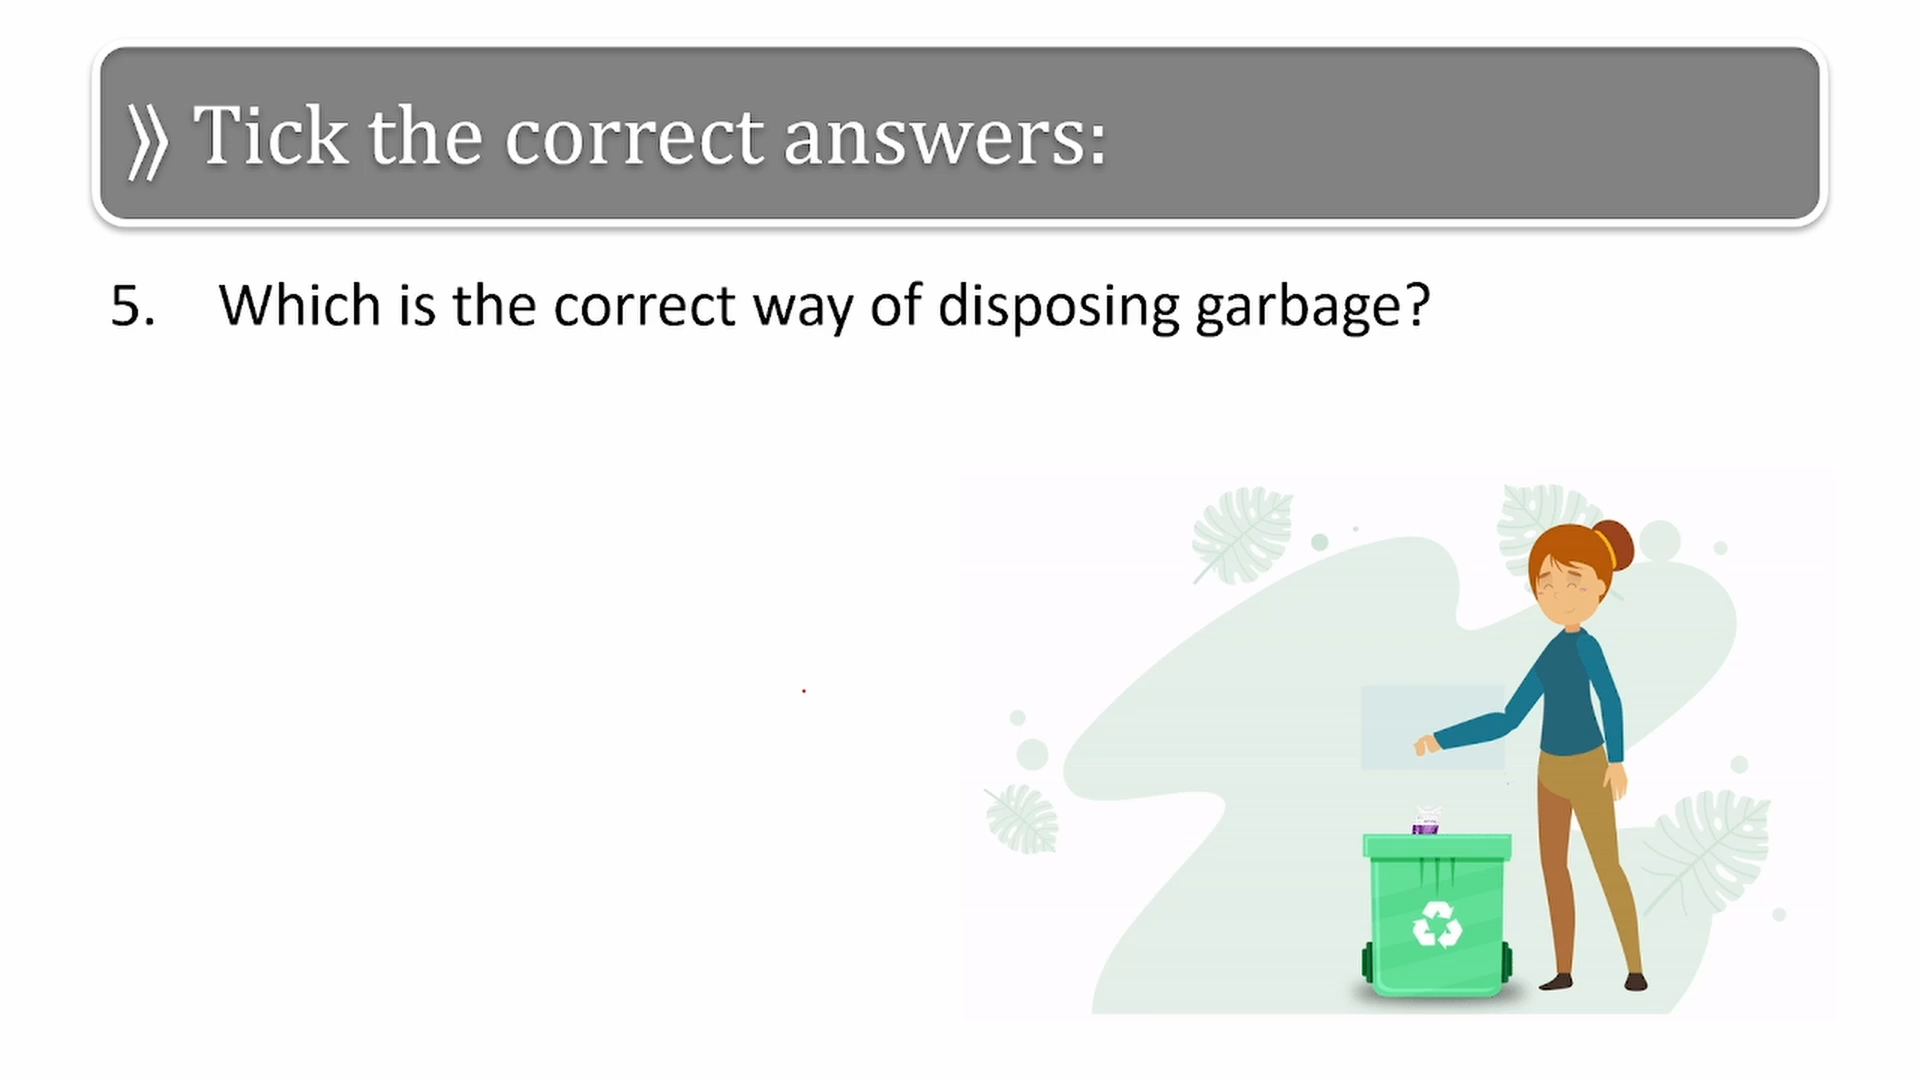 ⟫ Tick the correct answers:
5. Which is the correct way of disposing garbage?